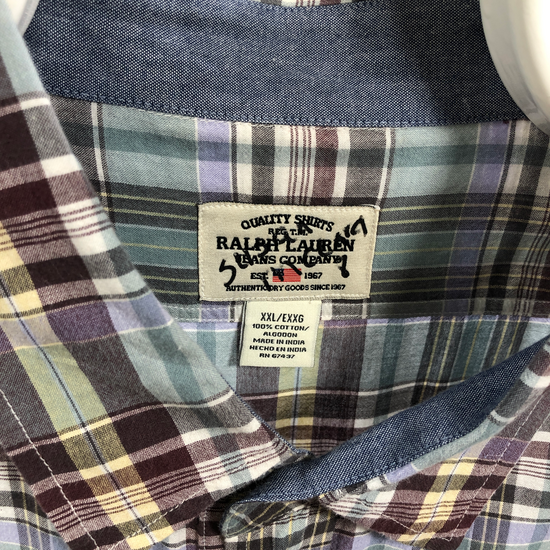 QUALITY SHIRTS
REG. T.M.
RALPH LAUREN
JEANS COMPANY
EST. 1967
AUTHENTIC DRY GOODS SINCE 1967
XXL/EXXG
100% COTTON/
ALGODON
MADE IN INDIA
HECHO EN INDIA
RN 67437